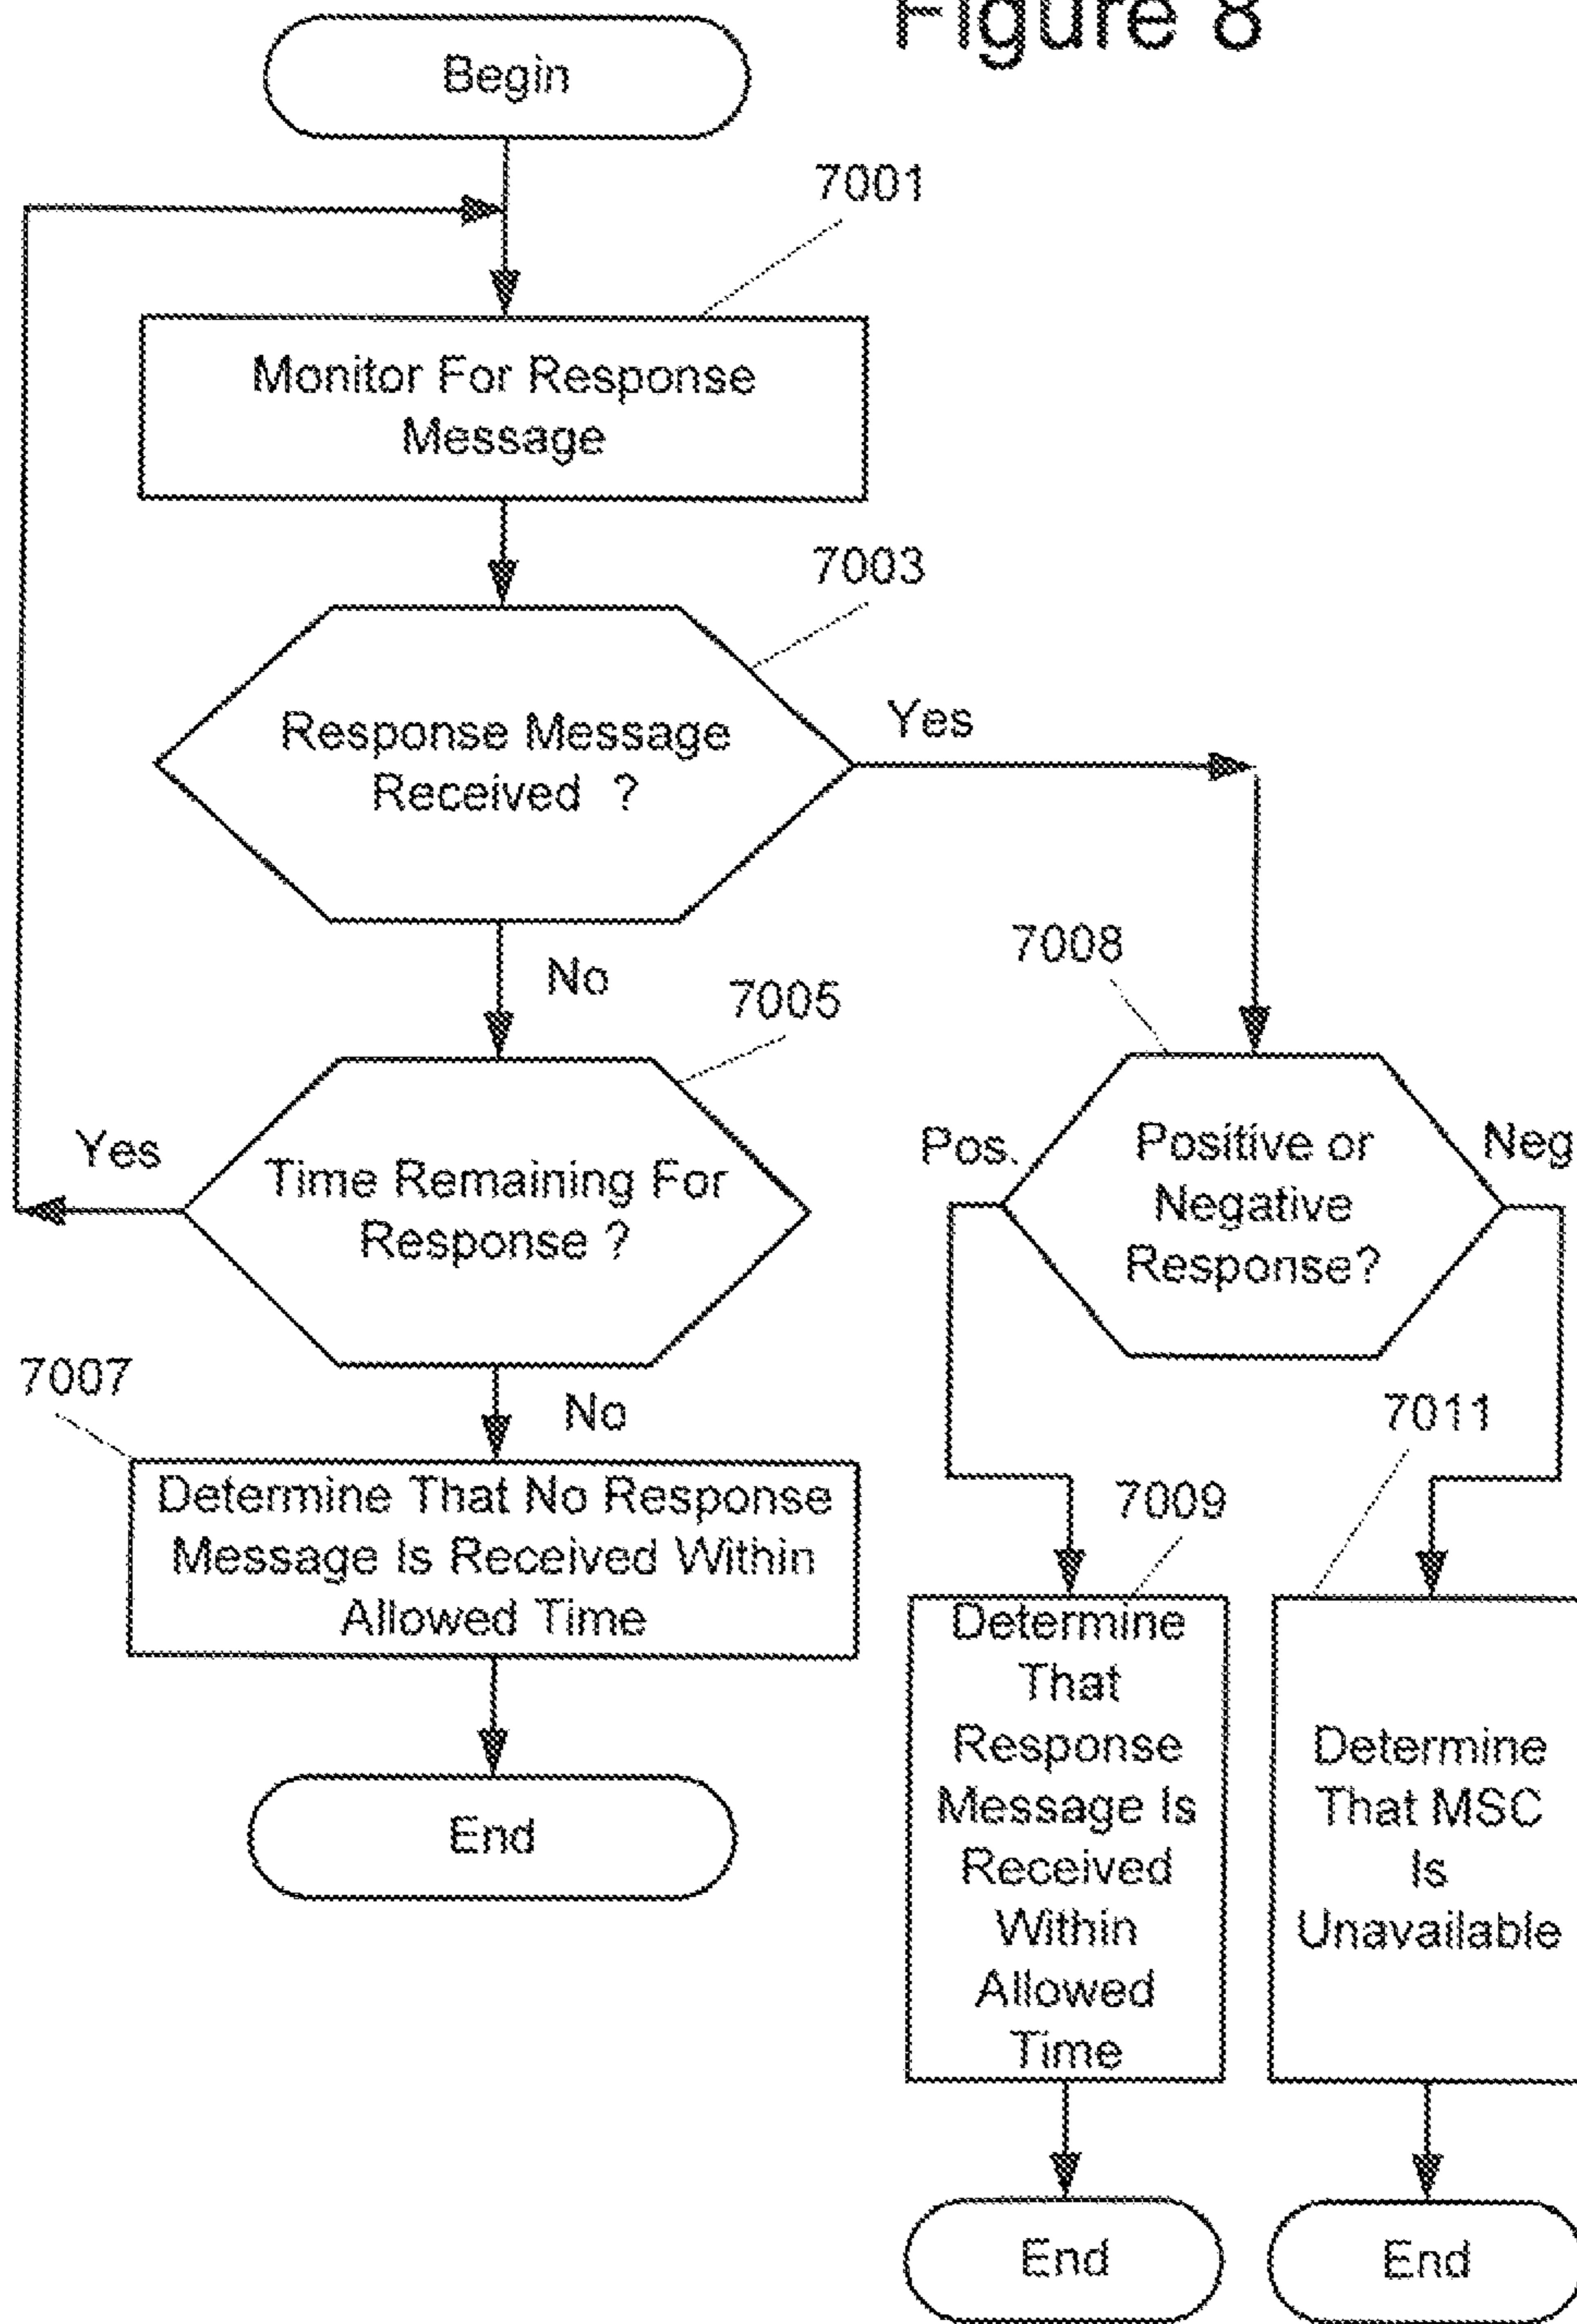 Figure 8
Begin
7001
Monitor For Response
Message
7003
Response Message
Received ?
Yes
No
7005
7008
Yes
Time Remaining For
Response ?
Pos.
Positive or
Negative
Response?
Neg
7007
No
7011
Determine That No Response
Message Is Received Within
Allowed Time
7009
Determine
That
Response
Message Is
Received
Within
Allowed
Time
Determine
That MSC
Is
Unavailable
End
End
End